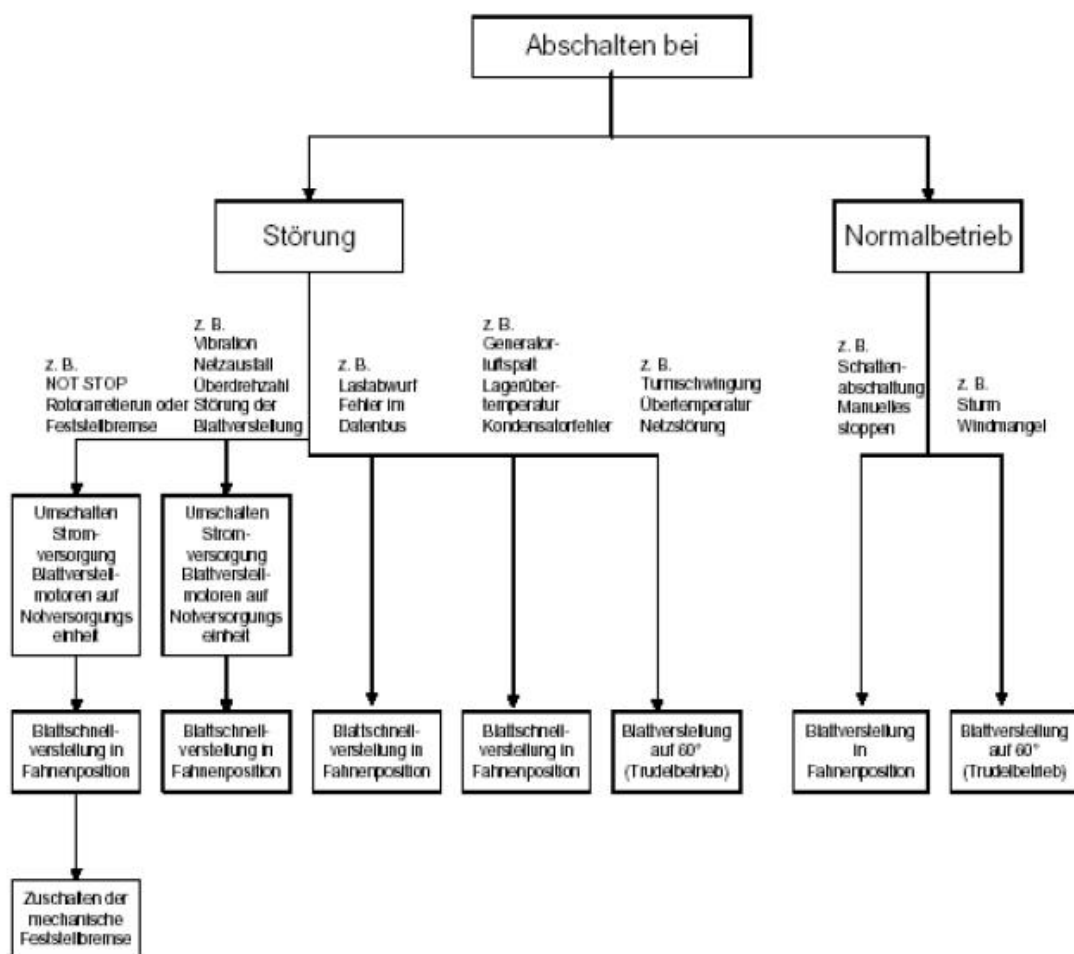 Abschalten bei
Störung
Normalbetrieb
z. B.
NOT STOP
Rotorarretierun oder
Feststellbremse
z. B.
Vibration
Netzausfall
Überdrehzahl
Störung der
Blattverstellung
z. B.
Lastabwurf
Fehler im
Datenbus
z. B.
Generator-
luftspalt
Lagerüber-
temperatur
Kondensatorfehler
z. B.
Turmschwingung
Übertemperatur
Netzstörung
z. B.
Schatten-
abschaltung
Manuelles
stoppen
z. B.
Sturm
Windmangel
Umschalten
Strom-
versorgung
Blattverstell-
motoren auf
Notversorgungs
einheit
Umschalten
Strom-
versorgung
Blattverstell-
motoren auf
Notversorgungs
einheit
Blattschnell-
verstellung in
Fahnenposition
Blattschnell-
verstellung in
Fahnenposition
Blattschnell-
verstellung in
Fahnenposition
Blattschnell-
verstellung in
Fahnenposition
Blattverstellung
auf 60°
(Trudelbetrieb)
Blattverstellung
in
Fahnenposition
Blattverstellung
auf 60°
(Trudelbetrieb)
Zuschalten der
mechanische
Feststellbremse